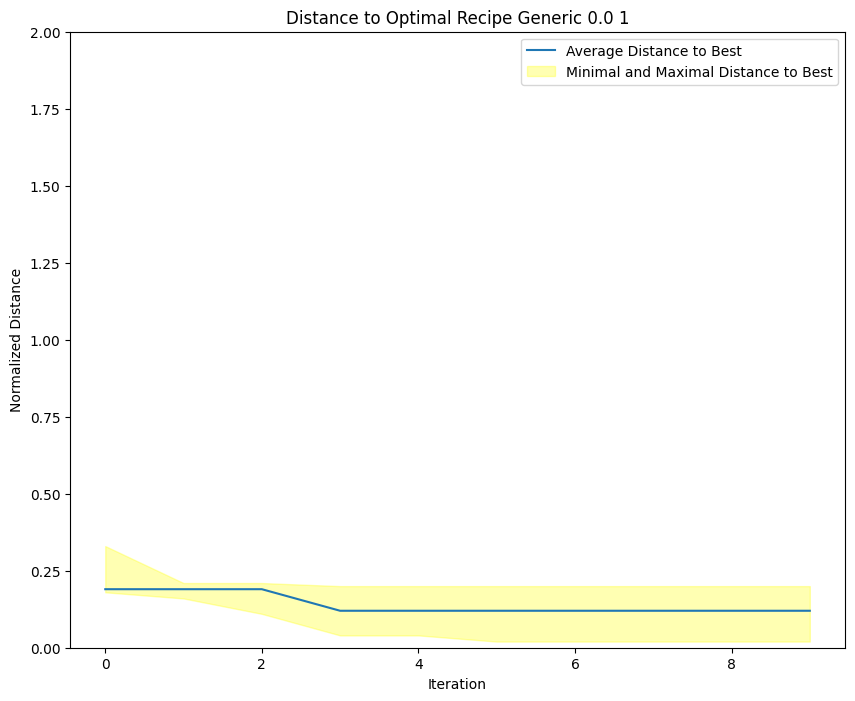 Distance to Optimal Recipe Generic 0.0 1
Average Distance to Best
Minimal and Maximal Distance to Best
Normalized Distance
2.00
1.75
1.50
1.25
1.00
0.75
0.50
0.25
0.00
0 2 4 6 8
Iteration